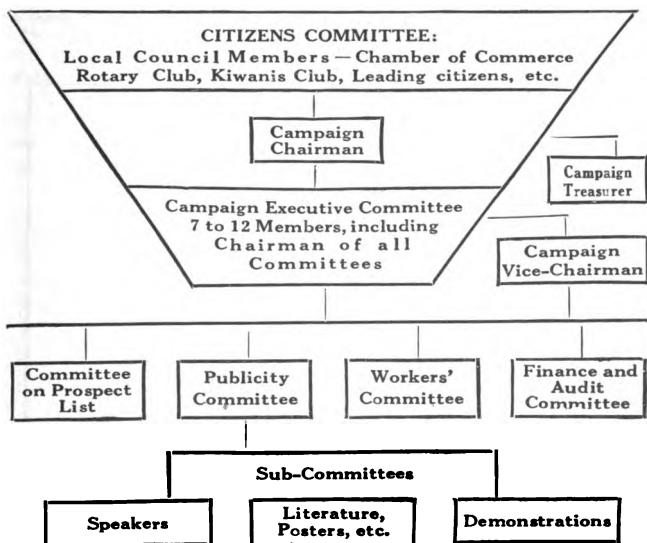 CITIZENS COMMITTEE:
Local Council Members — Chamber of Commerce
Rotary Club, Kiwanis Club, Leading citizens, etc.
Campaign
Chairman
Campaign
Treasurer
Campaign Executive Committee
7 to 12 Members, including
Chairman of all
Committees
Campaign
Vice-Chairman
Committee
on Prospect
List
Publicity
Committee
Workers'
Committee
Finance and
Audit
Committee
Sub-Committees
Speakers
Literature,
Posters, etc.
Demonstrations